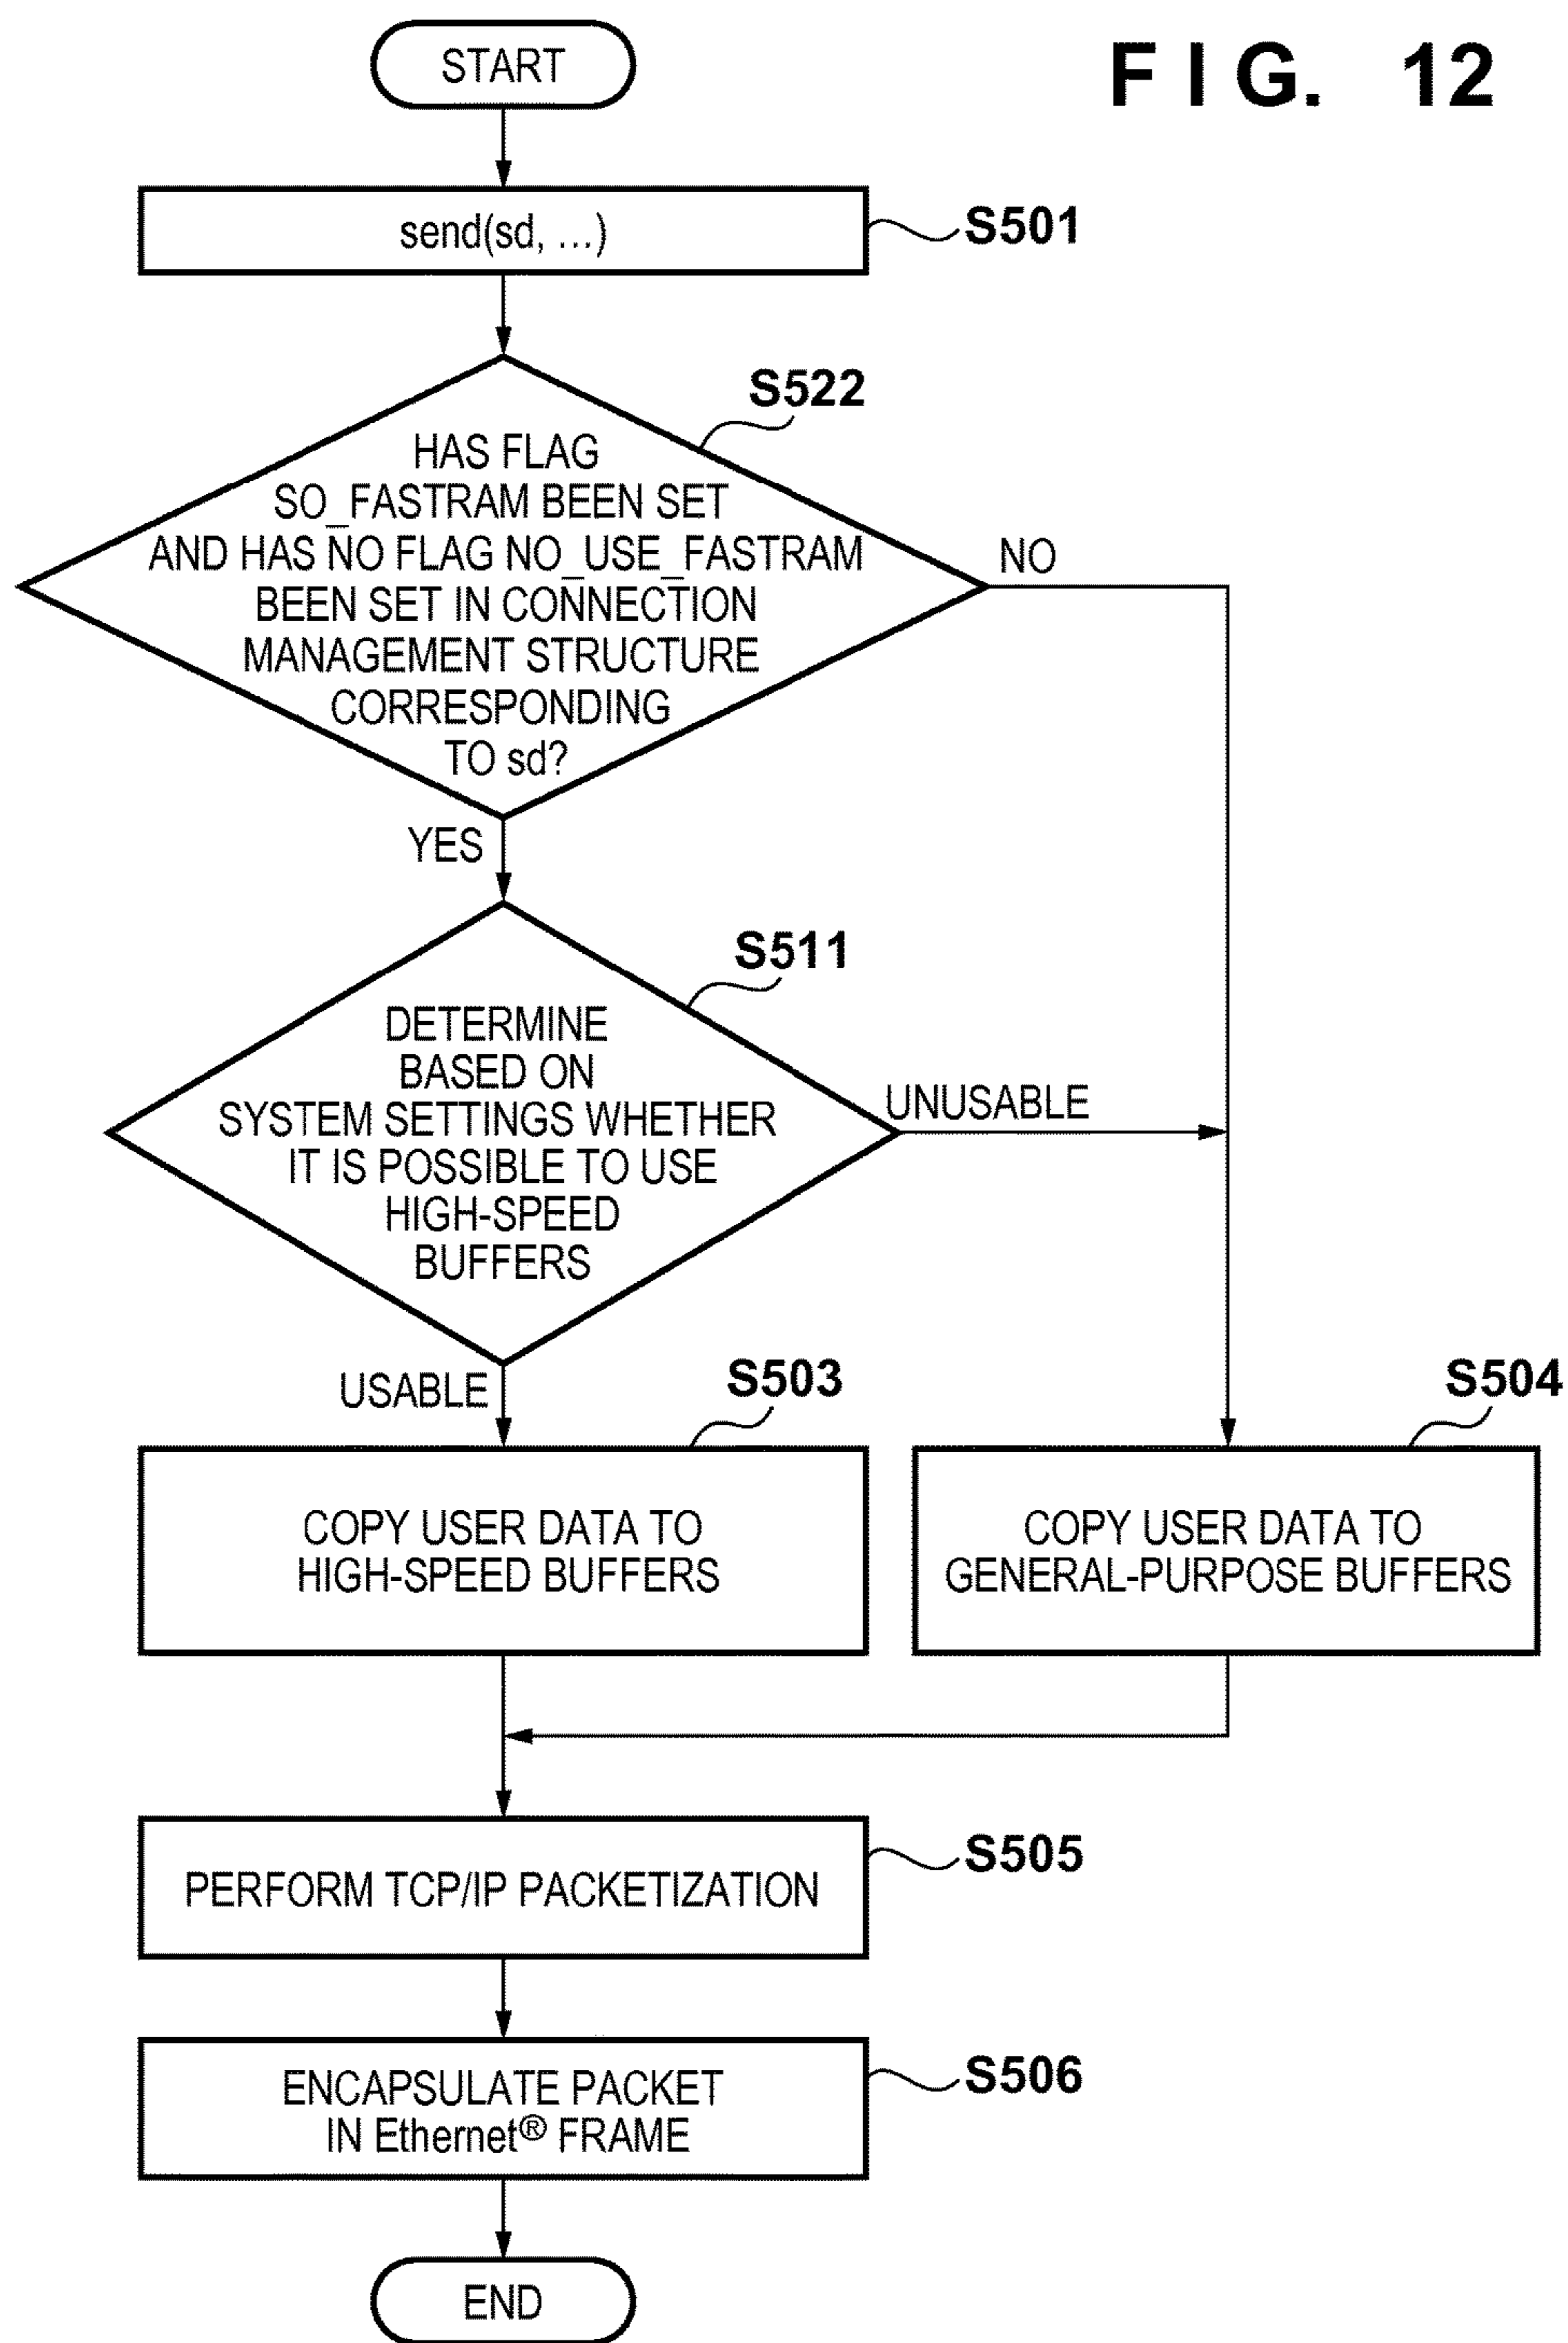 FIG. 12
START
send(sd, ...)
S501
S522
HAS FLAG
SO_FASTRAM BEEN SET
AND HAS NO FLAG NO_USE_FASTRAM
BEEN SET IN CONNECTION
MANAGEMENT STRUCTURE
CORRESPONDING
TO sd?
NO
YES
S511
DETERMINE
BASED ON
SYSTEM SETTINGS WHETHER
IT IS POSSIBLE TO USE
HIGH-SPEED
BUFFERS
UNUSABLE
USABLE
S503
COPY USER DATA TO
HIGH-SPEED BUFFERS
S504
COPY USER DATA TO
GENERAL-PURPOSE BUFFERS
PERFORM TCP/IP PACKETIZATION
S505
ENCAPSULATE PACKET
IN Ethernet® FRAME
S506
END